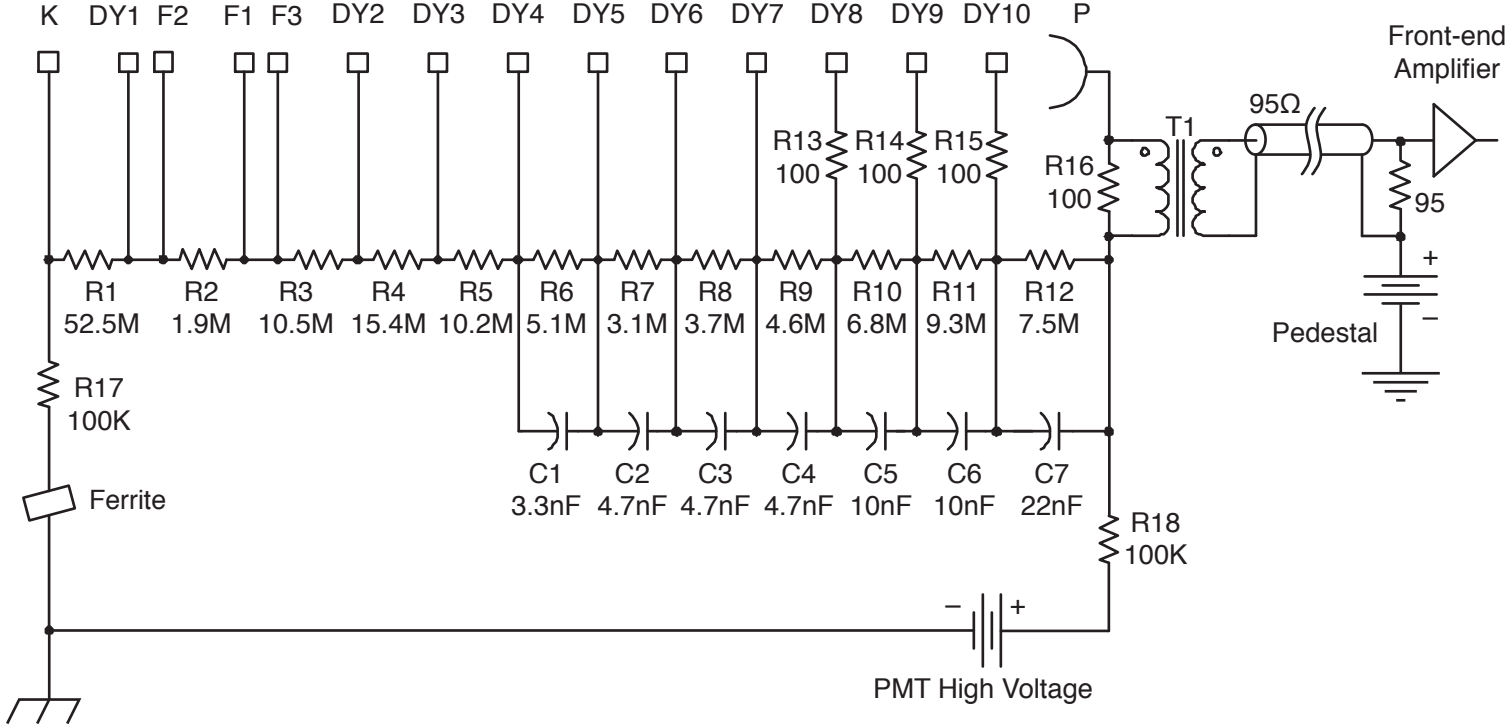 K DY1 F2 F1 F3 DY2 DY3 DY4 DY5 DY6 DY7 DY8 DY9 DY10 P
Front-end
Amplifier
95Ω
T1
R13 R14 R15
100 100 100
R16
100
95
+
−
Pedestal
R1 R2 R3 R4 R5 R6 R7 R8 R9 R10 R11 R12
52.5M 1.9M 10.5M 15.4M 10.2M 5.1M 3.1M 3.7M 4.6M 6.8M 9.3M 7.5M
R17
100K
C1 C2 C3 C4 C5 C6 C7
3.3nF 4.7nF 4.7nF 4.7nF 10nF 10nF 22nF
Ferrite
R18
100K
− +
PMT High Voltage